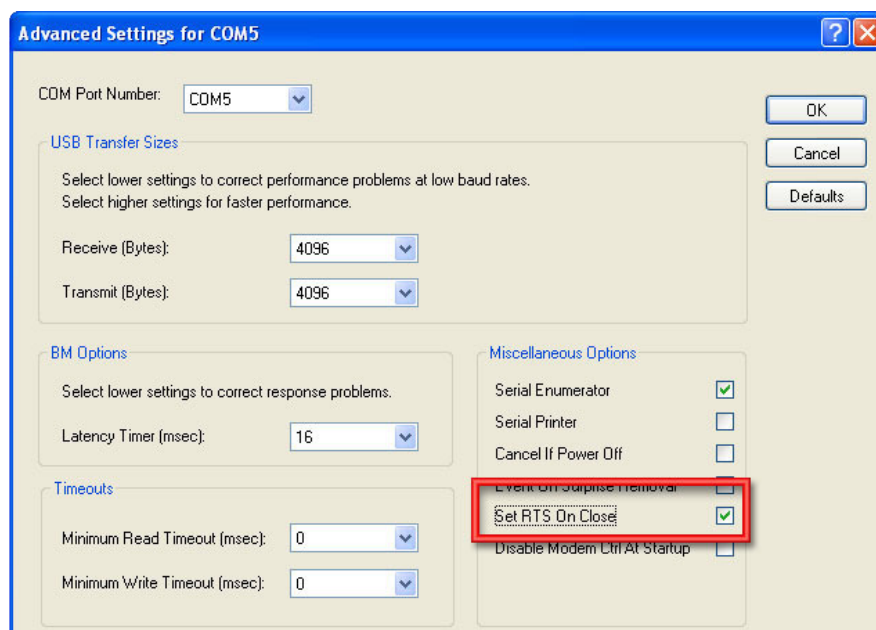 Advanced Settings for COM5
?
COM Port Number: COM5
OK
Cancel
Defaults
USB Transfer Sizes
Select lower settings to correct performance problems at low baud rates.
Select higher settings for faster performance.
Receive (Bytes): 4096
Transmit (Bytes): 4096
BM Options
Select lower settings to correct response problems.
Latency Timer (msec): 16
Timeouts
Minimum Read Timeout (msec): 0
Minimum Write Timeout (msec): 0
Miscellaneous Options
Serial Enumerator
Serial Printer
Cancel If Power Off
Event On Surprise Removal
Set RTS On Close
Disable Modem Ctrl At Startup